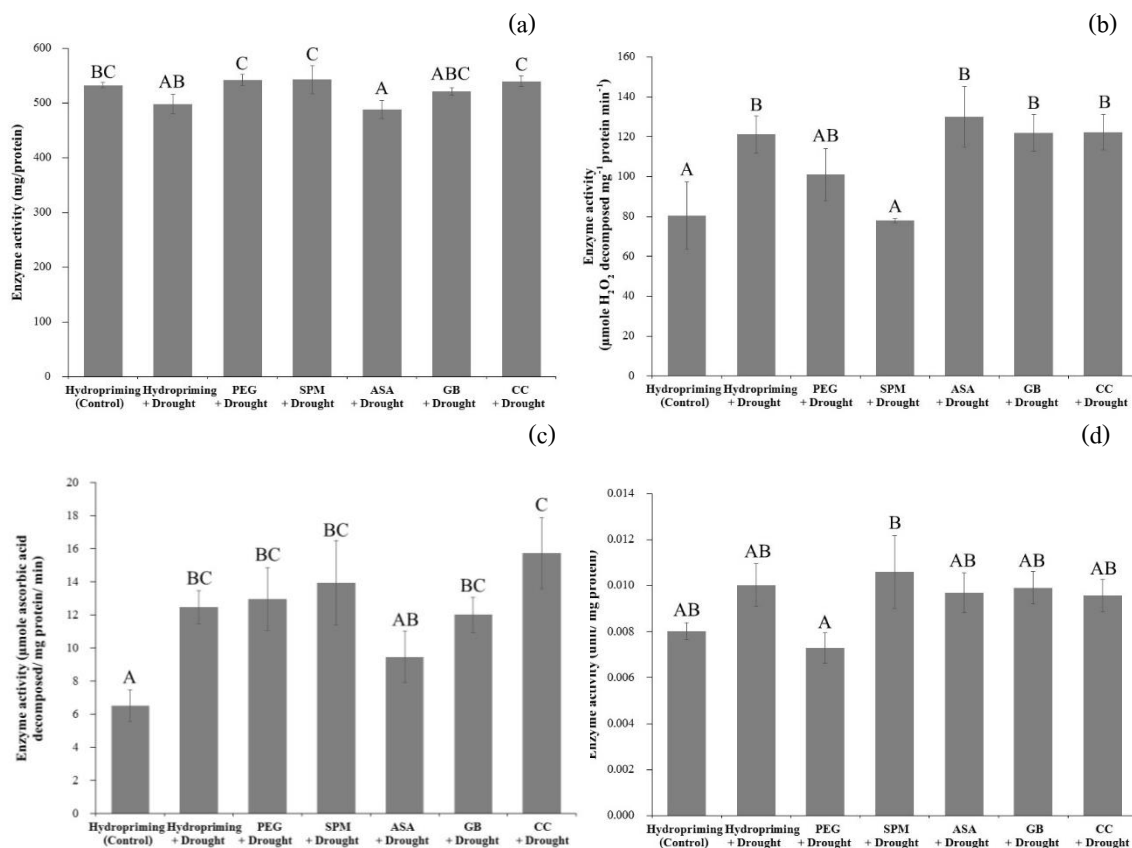 (a)
600
500
400
300
200
100
0
Enzyme activity (mg/protein)
BC
AB
C
C
A
ABC
C
Hydropriming (Control)
Hydropriming + Drought
PEG + Drought
SPM + Drought
ASA + Drought
GB + Drought
CC + Drought
(b)
160
140
120
100
80
60
40
20
0
Enzyme activity
(µmole H₂O₂ decomposed mg⁻¹ protein min⁻¹)
A
B
AB
A
B
B
B
Hydropriming (Control)
Hydropriming + Drought
PEG + Drought
SPM + Drought
ASA + Drought
GB + Drought
CC + Drought
(c)
20
18
16
14
12
10
8
6
4
2
0
Enzyme activity (µmole ascorbic acid
decomposed/ mg protein/ min)
A
BC
BC
BC
AB
BC
C
Hydropriming (Control)
Hydropriming + Drought
PEG + Drought
SPM + Drought
ASA + Drought
GB + Drought
CC + Drought
(d)
0.014
0.012
0.010
0.008
0.006
0.004
0.002
0.000
Enzyme activity (unit/ mg protein)
AB
AB
A
B
AB
AB
AB
Hydropriming (Control)
Hydropriming + Drought
PEG + Drought
SPM + Drought
ASA + Drought
GB + Drought
CC + Drought